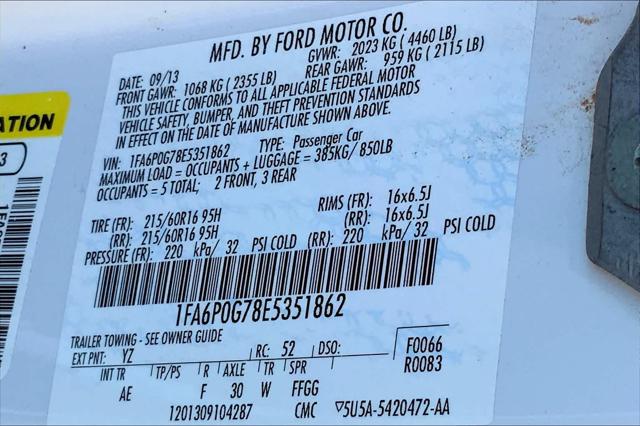 MFD. BY FORD MOTOR CO.
DATE: 09/13 GVWR: 2023 KG ( 4460 LB)
FRONT GAWR: 1068 KG ( 2355 LB) REAR GAWR: 959 KG ( 2115 LB)
THIS VEHICLE CONFORMS TO ALL APPLICABLE FEDERAL MOTOR
VEHICLE SAFETY, BUMPER, AND THEFT PREVENTION STANDARDS
IN EFFECT ON THE DATE OF MANUFACTURE SHOWN ABOVE.
VIN: 1FA6P0G78E5351862 TYPE: Passenger Car
MAXIMUM LOAD = OCCUPANTS + LUGGAGE = 385KG/ 850LB
OCCUPANTS = 5 TOTAL; 2 FRONT, 3 REAR
TIRE (FR): 215/60R16 95H RIMS (FR): 16x6.5J
(RR): 215/60R16 95H (RR): 16x6.5J
PRESSURE (FR): 220 kPa/ 32 PSI COLD (RR): 220 kPa/ 32 PSI COLD
1FA6P0G78E5351862
TRAILER TOWING - SEE OWNER GUIDE
EXT PNT: YZ RC: 52 DSO: F0066
INT TR TP/PS R AXLE TR SPR R0083
AE F 30 W FFGG
1201309104287 CMC ▽5U5A-5420472-AA
ATION
3